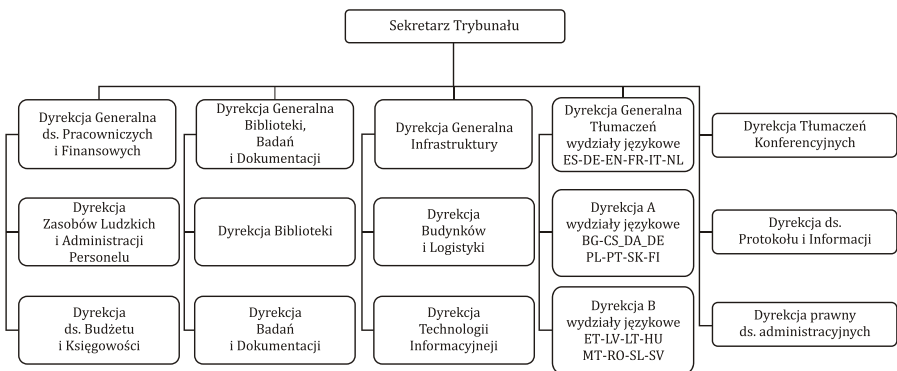 Sekretarz Trybunału
Dyrekcja Generalna
ds. Pracowniczych
i Finansowych
Dyrekcja Generalna
Biblioteki,
Badań
i Dokumentacji
Dyrekcja Generalna
Infrastruktury
Dyrekcja Generalna
Tłumaczeń
wydziały językowe
ES-DE-EN-FR-IT-NL
Dyrekcja Tłumaczeń
Konferencyjnych
Dyrekcja
Zasobów Ludzkich
i Administracji
Personelu
Dyrekcja Biblioteki
Dyrekcja
Budynków
i Logistyki
Dyrekcja A
wydziały językowe
BG-CS_DA_DE
PL-PT-SK-FI
Dyrekcja ds.
Protokołu i Informacji
Dyrekcja
ds. Budżetu
i Księgowości
Dyrekcja
Badań
i Dokumentacji
Dyrekcja
Technologii
Informacyjneji
Dyrekcja B
wydziały językowe
ET-LV-LT-HU
MT-RO-SL-SV
Dyrekcja prawny
ds. administracyjnych